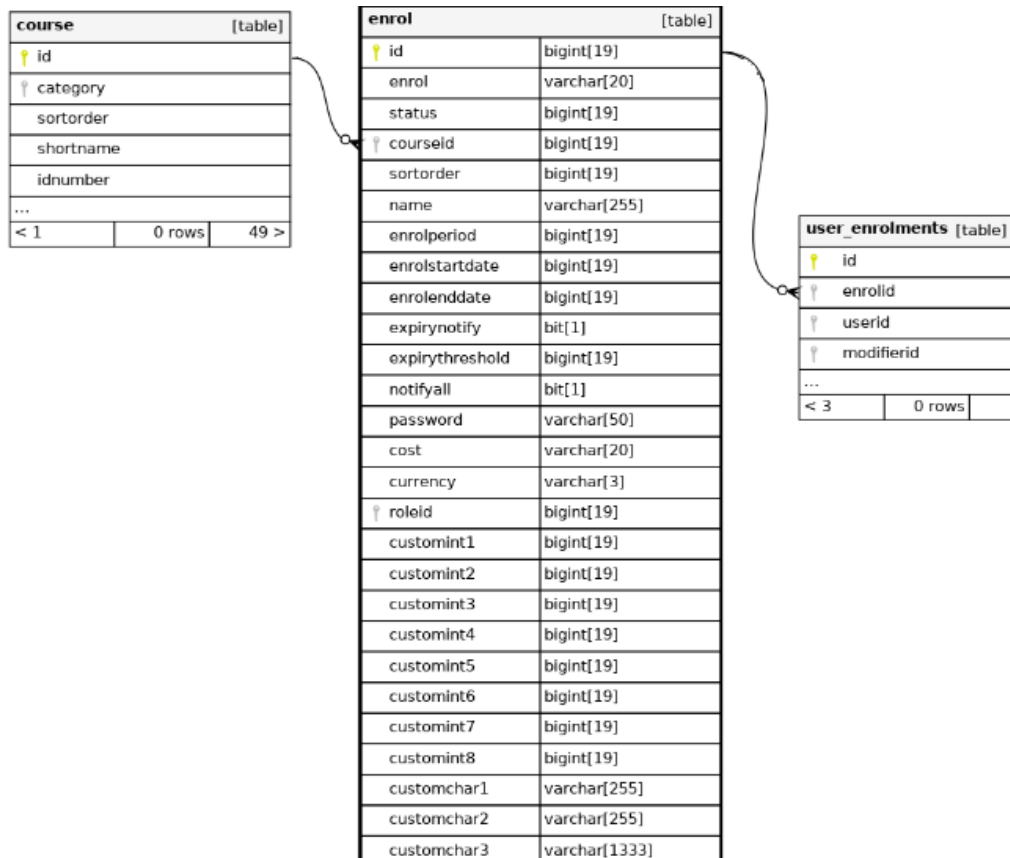 course [table]
id
category
sortorder
shortname
idnumber
...
< 1 0 rows 49 >
enrol [table]
id bigint[19]
enrol varchar[20]
status bigint[19]
courseid bigint[19]
sortorder bigint[19]
name varchar[255]
enrolperiod bigint[19]
enrolstartdate bigint[19]
enrolenddate bigint[19]
expirynotify bit[1]
expirythreshold bigint[19]
notifyall bit[1]
password varchar[50]
cost varchar[20]
currency varchar[3]
roleid bigint[19]
customint1 bigint[19]
customint2 bigint[19]
customint3 bigint[19]
customint4 bigint[19]
customint5 bigint[19]
customint6 bigint[19]
customint7 bigint[19]
customint8 bigint[19]
customchar1 varchar[255]
customchar2 varchar[255]
customchar3 varchar[1333]
user_enrolments [table]
id
enrolid
userid
modifierid
...
< 3 0 rows